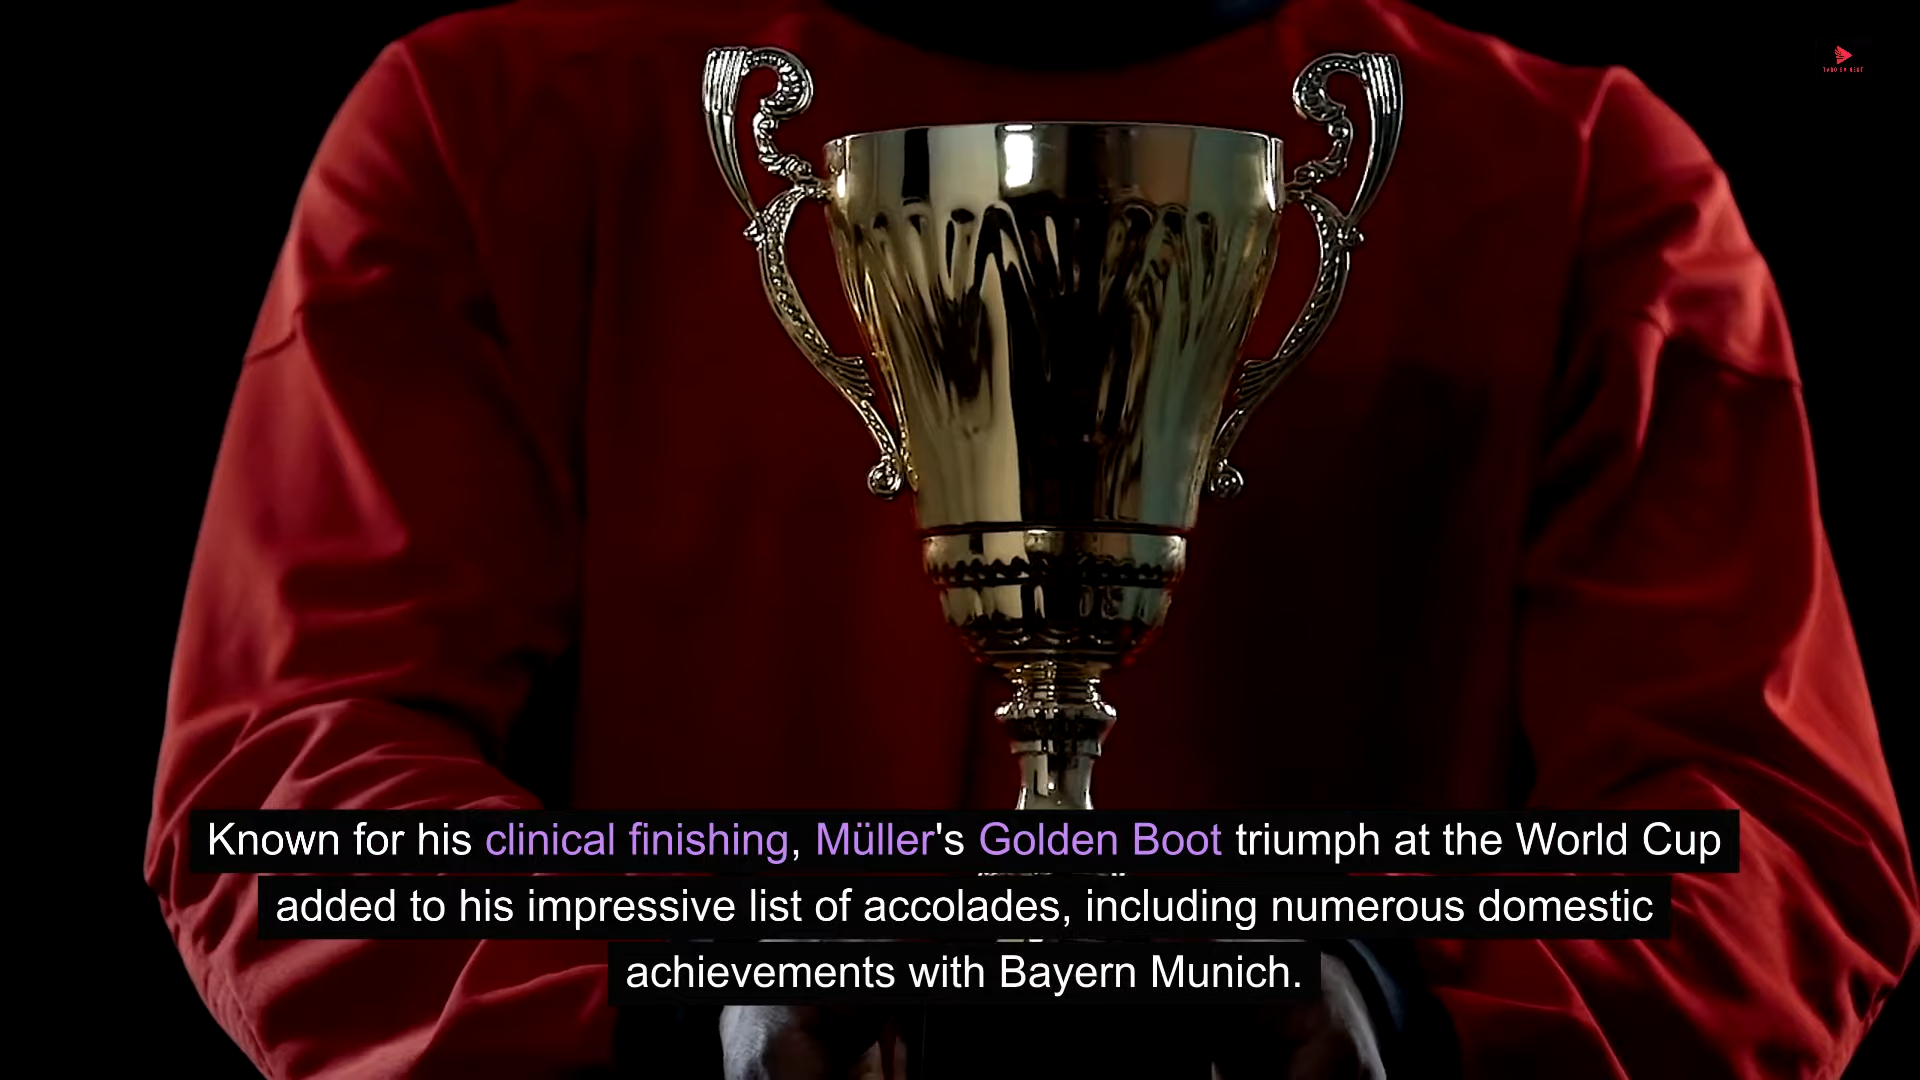 Known for his clinical finishing, Müller's Golden Boot triumph at the World Cup
added to his impressive list of accolades, including numerous domestic
achievements with Bayern Munich.